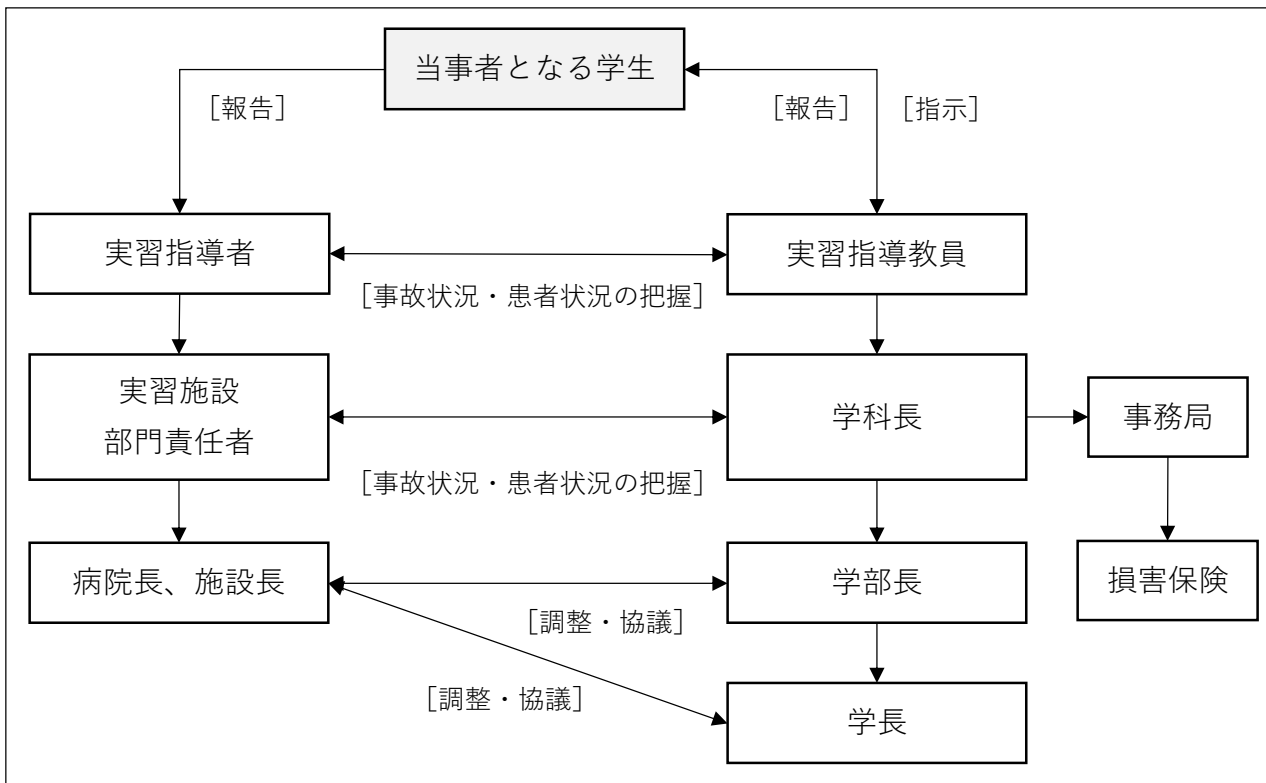 当事者となる学生
［報告］
［報告］
［指示］
実習指導者
実習指導教員
［事故状況・患者状況の把握］
実習施設
部門責任者
学科長
事務局
［事故状況・患者状況の把握］
病院長、施設長
学部長
損害保険
［調整・協議］
［調整・協議］
学長